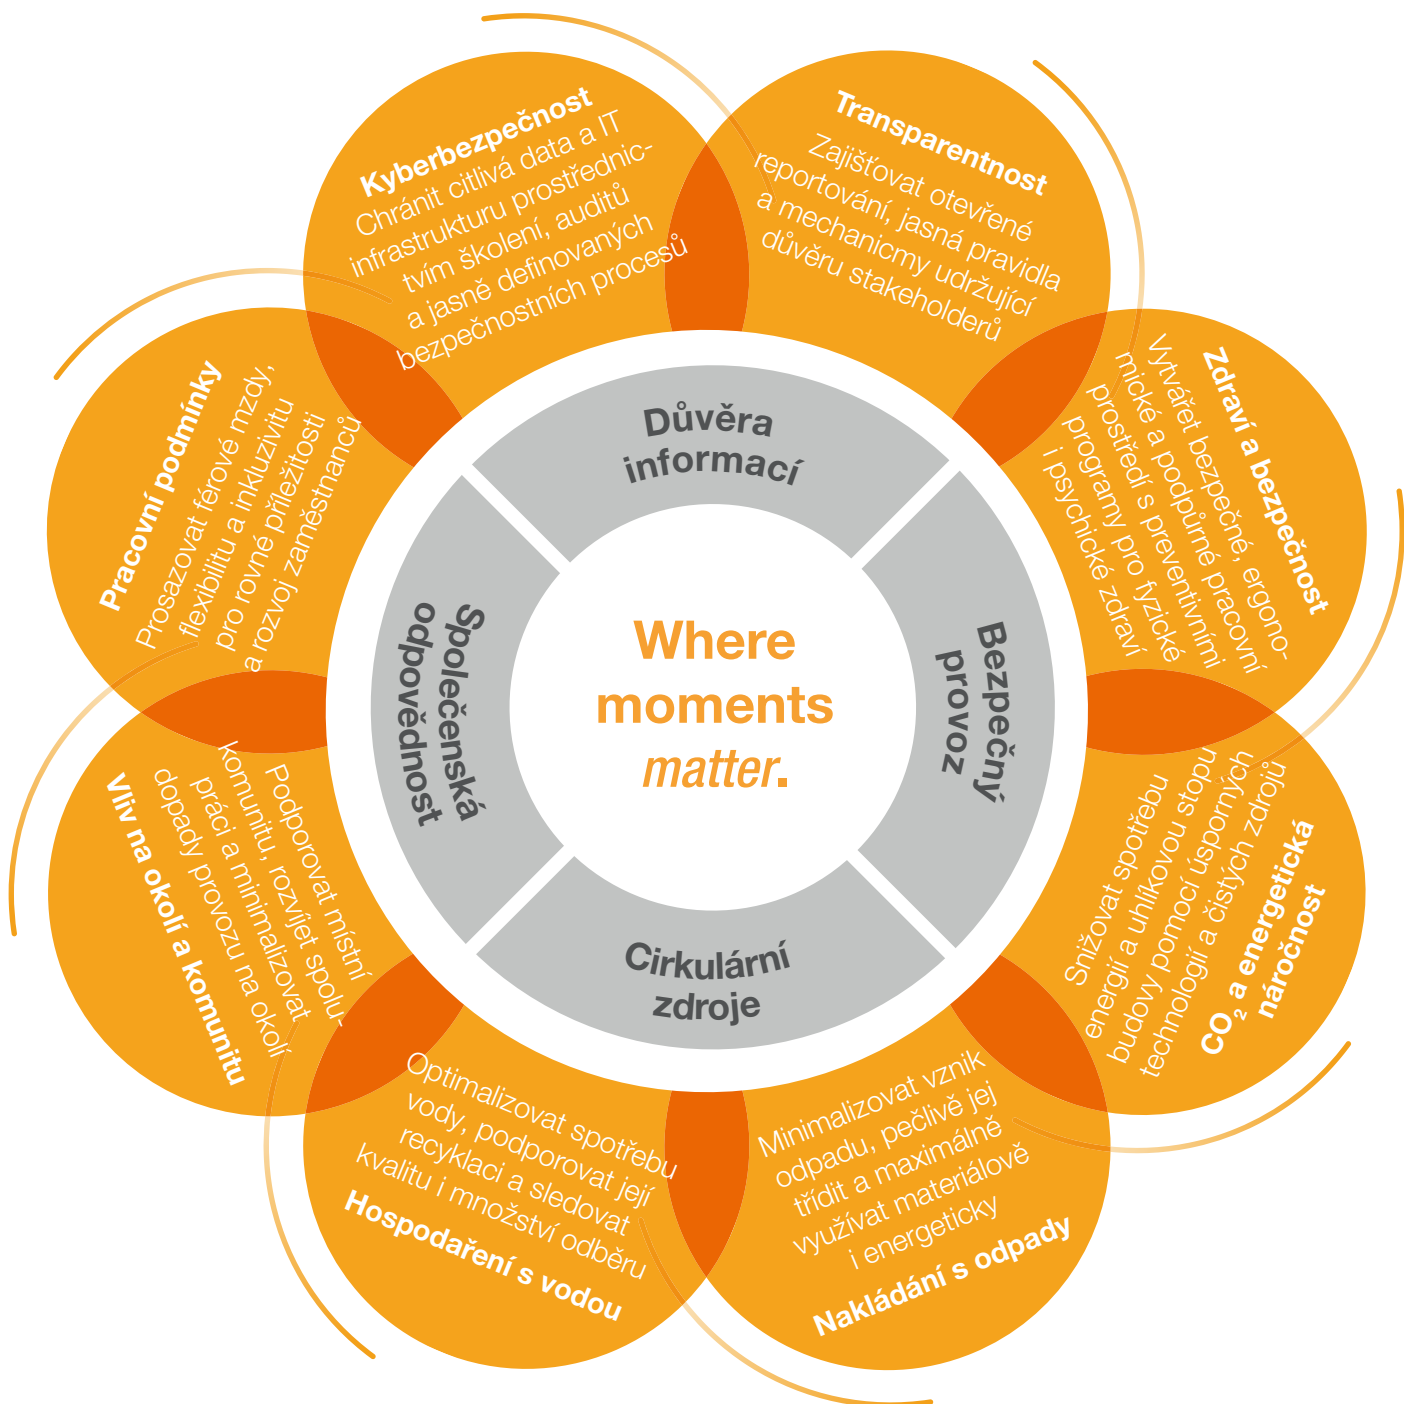 Kyberbezpečnost
Chránit citlivá data a IT
infrastrukturu prostřednic-
tvím školení, auditů
a jasně definovaných
bezpečnostních procesů
Transparentnost
Zajišťovat otevřené
reportování, jasná pravidla
a mechanicmy udržující
důvěru stakeholderů
Zdraví a bezpečnost
Vytvářet bezpečné, ergono-
mické a podpůrné pracovní
prostředí s preventivními
programy pro fyzické
i psychické zdraví
CO₂ a energetická
náročnost
Snižovat spotřebu
energií a uhlíkovou stopu
budovy pomocí úsporných
technologií a čistých zdrojů
Minimalizovat vznik
odpadu, pečlivě jej
třídit a maximálně
využívat materiálově
i energeticky
Nakládání s odpady
Optimalizovat spotřebu
vody, podporovat její
recyklaci a sledovat
kvalitu i množství odběru
Hospodaření s vodou
Vliv na okolí a komunitu
Podporovat místní
komunitu, rozvíjet spolu-
práci a minimalizovat
dopady provozu na okolí
Pracovní podmínky
Prosazovat férové mzdy,
flexibilitu a inkluzivitu
pro rovné příležitosti
a rozvoj zaměstnanců
Důvěra
informací
Bezpečný
provoz
Cirkulární
zdroje
Společenská
odpovědnost
Where
moments
matter.